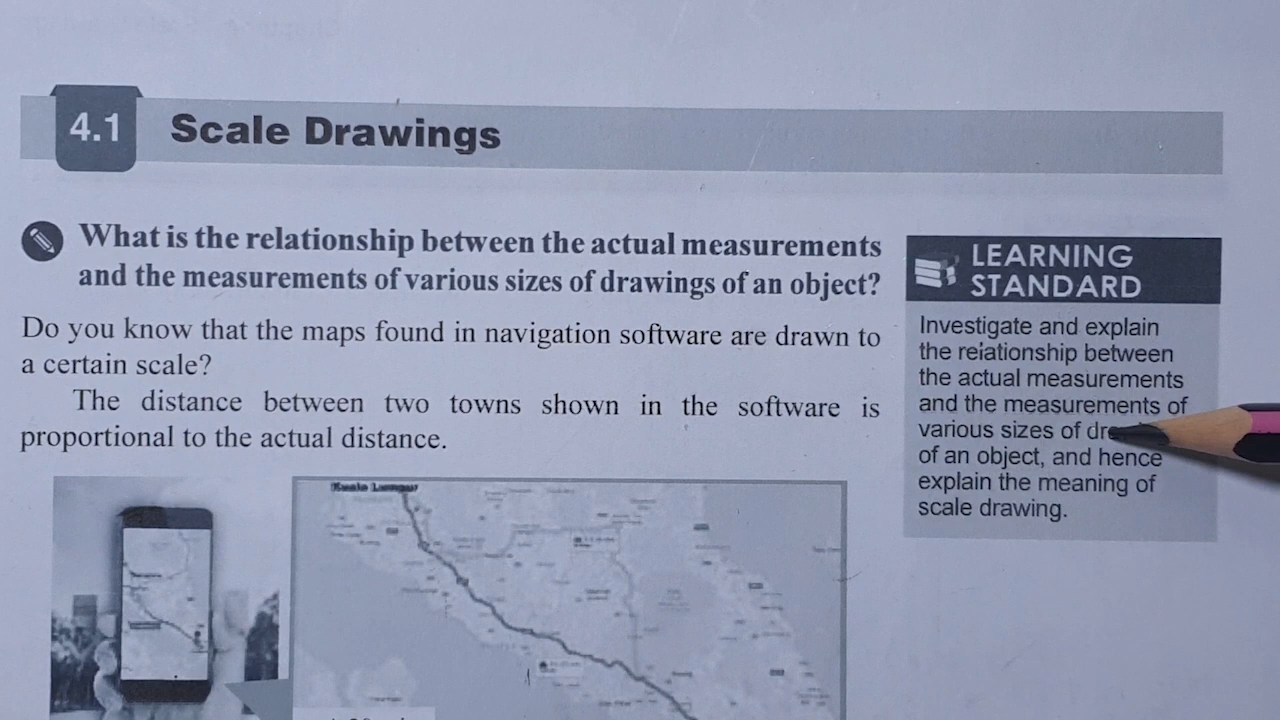 4.1 Scale Drawings
What is the relationship between the actual measurements
and the measurements of various sizes of drawings of an object?
Do you know that the maps found in navigation software are drawn to
a certain scale?
The distance between two towns shown in the software is
proportional to the actual distance.
LEARNING
STANDARD
Investigate and explain
the relationship between
the actual measurements
and the measurements of
various sizes of
of an object, and hence
explain the meaning of
scale drawing.
Kuala Lumpur